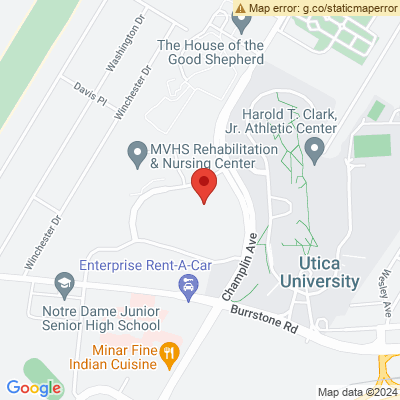 Map error: g.co/staticmaperror
The House of the
Good Shepherd
Washington Dr
Davis Pl
Winchester Dr
Harold T. Clark,
Jr. Athletic Center
MVHS Rehabilitation
& Nursing Center
Winchester Dr
Champlin Ave
Utica
University
Wesley Ave
Enterprise Rent-A-Car
Notre Dame Junior
Senior High School
Burrstone Rd
Minar Fine
Indian Cuisine
Google
Map data ©2024